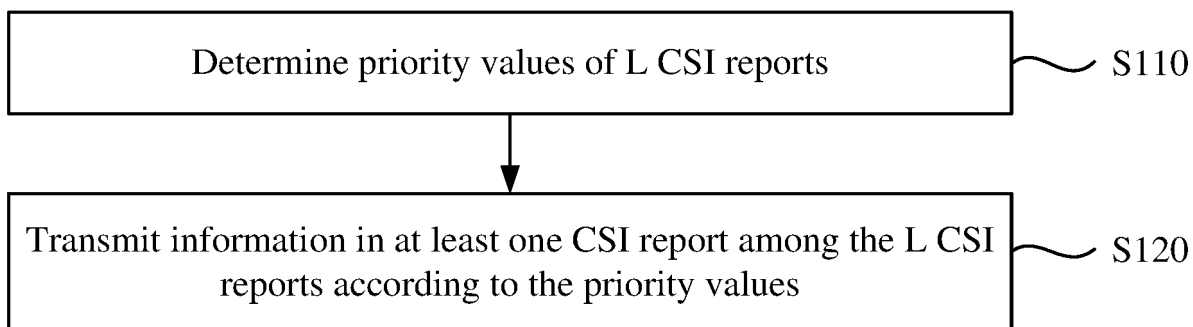 Determine priority values of L CSI reports
S110
Transmit information in at least one CSI report among the L CSI
reports according to the priority values
S120